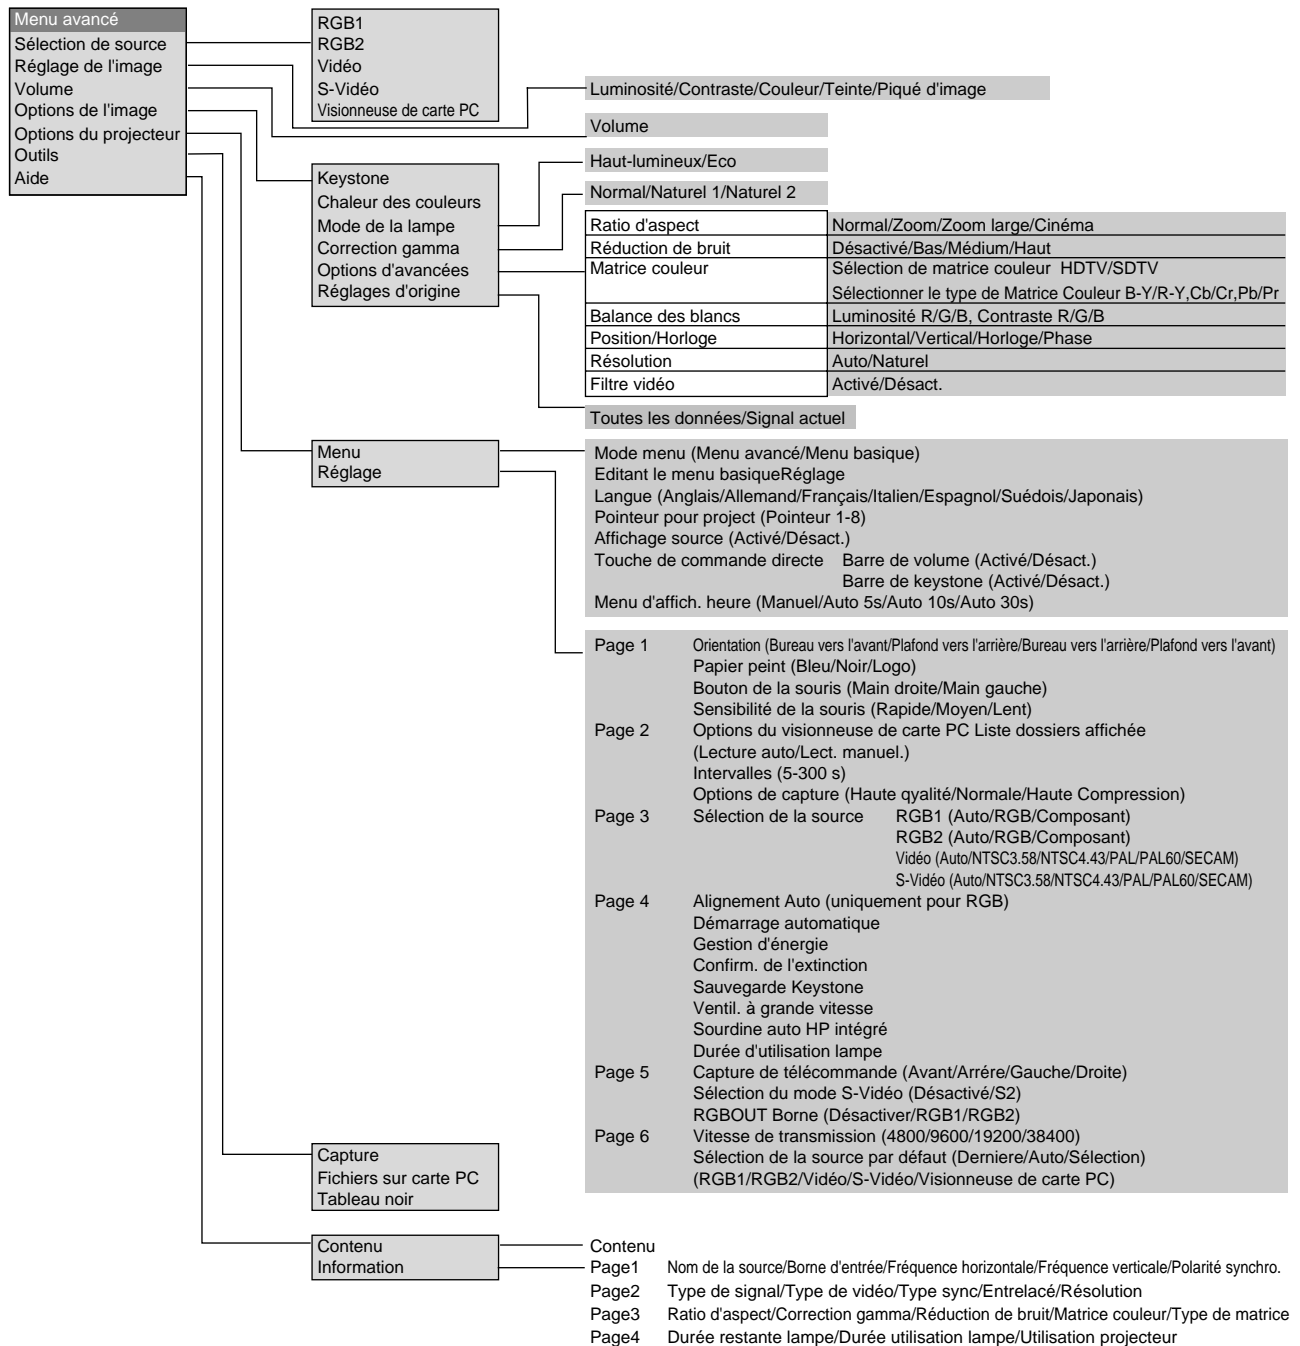 Menu avancé
Sélection de source
Réglage de l'image
Volume
Options de l'image
Options du projecteur
Outils
Aide
RGB1
RGB2
Vidéo
S-Vidéo
Visionneuse de carte PC
Luminosité/Contraste/Couleur/Teinte/Piqué d'image
Volume
Keystone
Chaleur des couleurs
Mode de la lampe
Correction gamma
Options d'avancées
Réglages d'origine
Haut-lumineux/Eco
Normal/Naturel 1/Naturel 2
Ratio d'aspect Normal/Zoom/Zoom large/Cinéma
Réduction de bruit Désactivé/Bas/Médium/Haut
Matrice couleur Sélection de matrice couleur HDTV/SDTV
Sélectionner le type de Matrice Couleur B-Y/R-Y,Cb/Cr,Pb/Pr
Balance des blancs Luminosité R/G/B, Contraste R/G/B
Position/Horloge Horizontal/Vertical/Horloge/Phase
Résolution Auto/Naturel
Filtre vidéo Activé/Désact.
Toutes les données/Signal actuel
Menu
Réglage
Mode menu (Menu avancé/Menu basique)
Editant le menu basiqueRéglage
Langue (Anglais/Allemand/Français/Italien/Espagnol/Suédois/Japonais)
Pointeur pour project (Pointeur 1-8)
Affichage source (Activé/Désact.)
Touche de commande directe Barre de volume (Activé/Désact.)
Barre de keystone (Activé/Désact.)
Menu d'affich. heure (Manuel/Auto 5s/Auto 10s/Auto 30s)
Page 1 Orientation (Bureau vers l'avant/Plafond vers l'arrière/Bureau vers l'arrière/Plafond vers l'avant)
Papier peint (Bleu/Noir/Logo)
Bouton de la souris (Main droite/Main gauche)
Sensibilité de la souris (Rapide/Moyen/Lent)
Page 2 Options du visionneuse de carte PC Liste dossiers affichée
(Lecture auto/Lect. manuel.)
Intervalles (5-300 s)
Options de capture (Haute qyalité/Normale/Haute Compression)
Page 3 Sélection de la source RGB1 (Auto/RGB/Composant)
RGB2 (Auto/RGB/Composant)
Vidéo (Auto/NTSC3.58/NTSC4.43/PAL/PAL60/SECAM)
S-Vidéo (Auto/NTSC3.58/NTSC4.43/PAL/PAL60/SECAM)
Page 4 Alignement Auto (uniquement pour RGB)
Démarrage automatique
Gestion d'énergie
Confirm. de l'extinction
Sauvegarde Keystone
Ventil. à grande vitesse
Sourdine auto HP intégré
Durée d'utilisation lampe
Page 5 Capture de télécommande (Avant/Arrére/Gauche/Droite)
Sélection du mode S-Vidéo (Désactivé/S2)
RGBOUT Borne (Désactiver/RGB1/RGB2)
Page 6 Vitesse de transmission (4800/9600/19200/38400)
Sélection de la source par défaut (Derniere/Auto/Sélection)
(RGB1/RGB2/Vidéo/S-Vidéo/Visionneuse de carte PC)
Capture
Fichiers sur carte PC
Tableau noir
Contenu
Information
Contenu
Page1 Nom de la source/Borne d'entrée/Fréquence horizontale/Fréquence verticale/Polarité synchro.
Page2 Type de signal/Type de vidéo/Type sync/Entrelacé/Résolution
Page3 Ratio d'aspect/Correction gamma/Réduction de bruit/Matrice couleur/Type de matrice
Page4 Durée restante lampe/Durée utilisation lampe/Utilisation projecteur